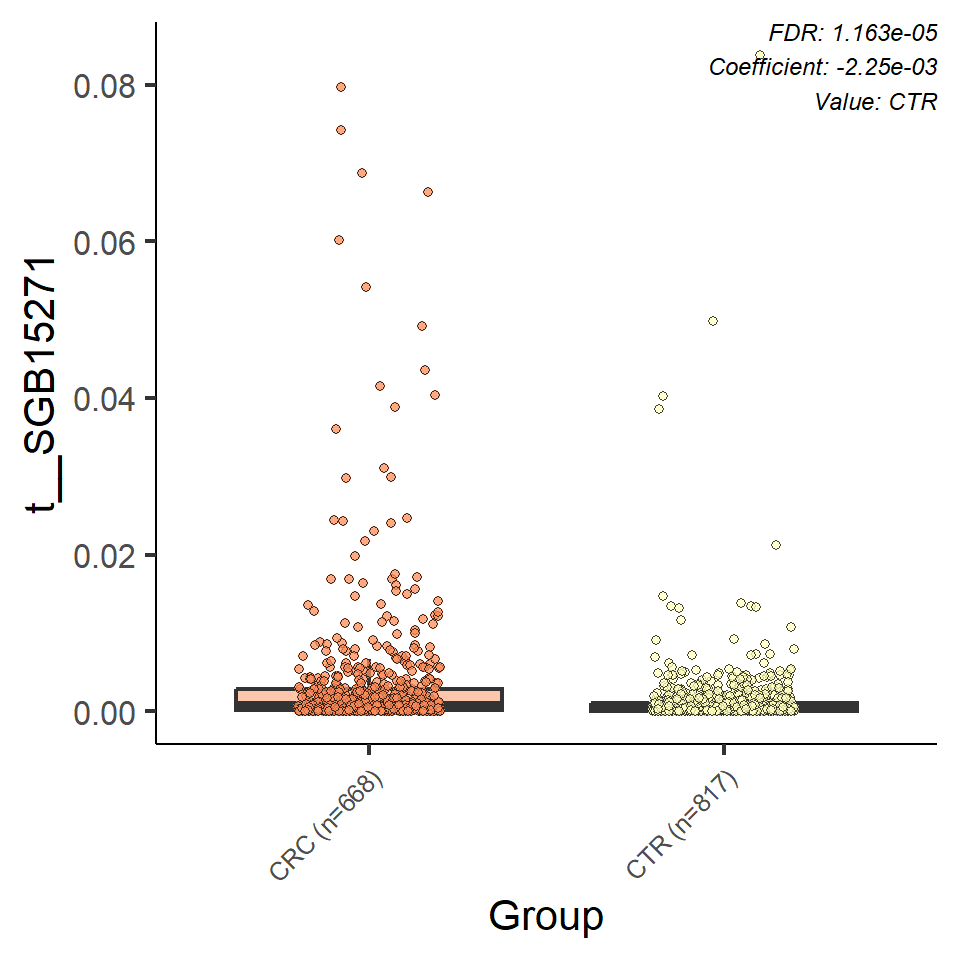 FDR: 1.163e-05
Coefficient: -2.25e-03
Value: CTR
0.08
0.06
0.04
0.02
0.00
t__SGB15271
CRC (n=668)
CTR (n=817)
Group